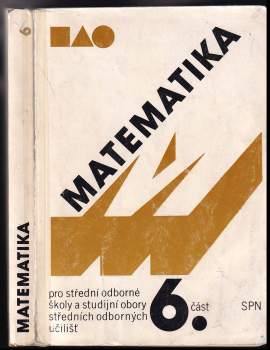 6
MATEMATIKA
MATEMATIKA
pro střední odborné
školy a studijní obory
středních odborných
učilišť
6.
část
SPN